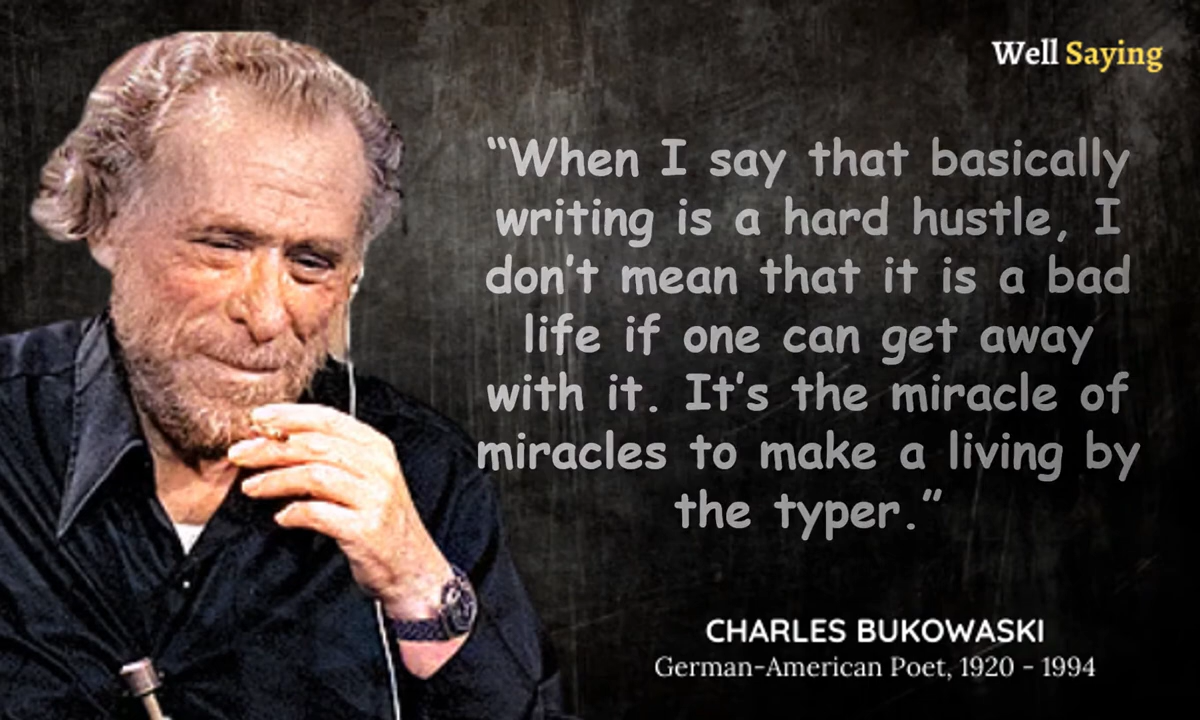 Well Saying
“When I say that basically
writing is a hard hustle, I
don't mean that it is a bad
life if one can get away
with it. It's the miracle of
miracles to make a living by
the typer.”
CHARLES BUKOWASKI
German-American Poet, 1920 - 1994